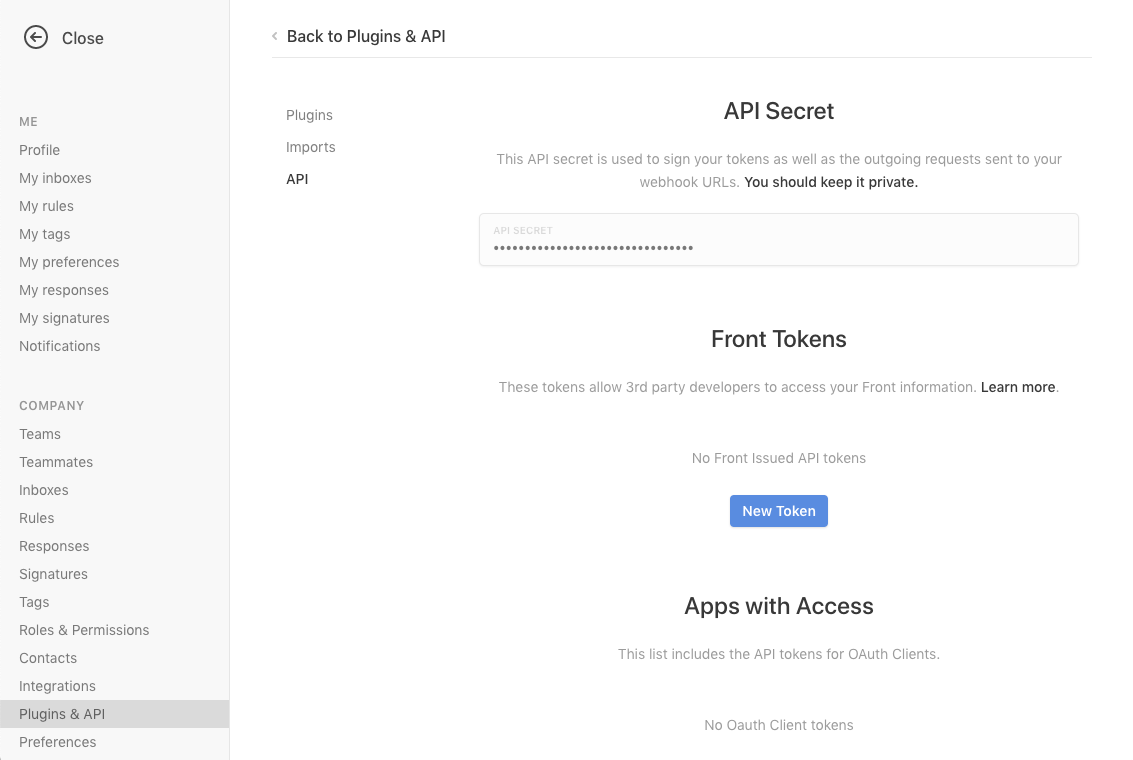 Close
ME
Profile
My inboxes
My rules
My tags
My preferences
My responses
My signatures
Notifications
COMPANY
Teams
Teammates
Inboxes
Rules
Responses
Signatures
Tags
Roles & Permissions
Contacts
Integrations
Plugins & API
Preferences
Back to Plugins & API
Plugins
Imports
API
API Secret
This API secret is used to sign your tokens as well as the outgoing requests sent to your
webhook URLs. You should keep it private.
API SECRET
••••••••••••••••••••••••••••••••
Front Tokens
These tokens allow 3rd party developers to access your Front information. Learn more.
No Front Issued API tokens
New Token
Apps with Access
This list includes the API tokens for OAuth Clients.
No Oauth Client tokens